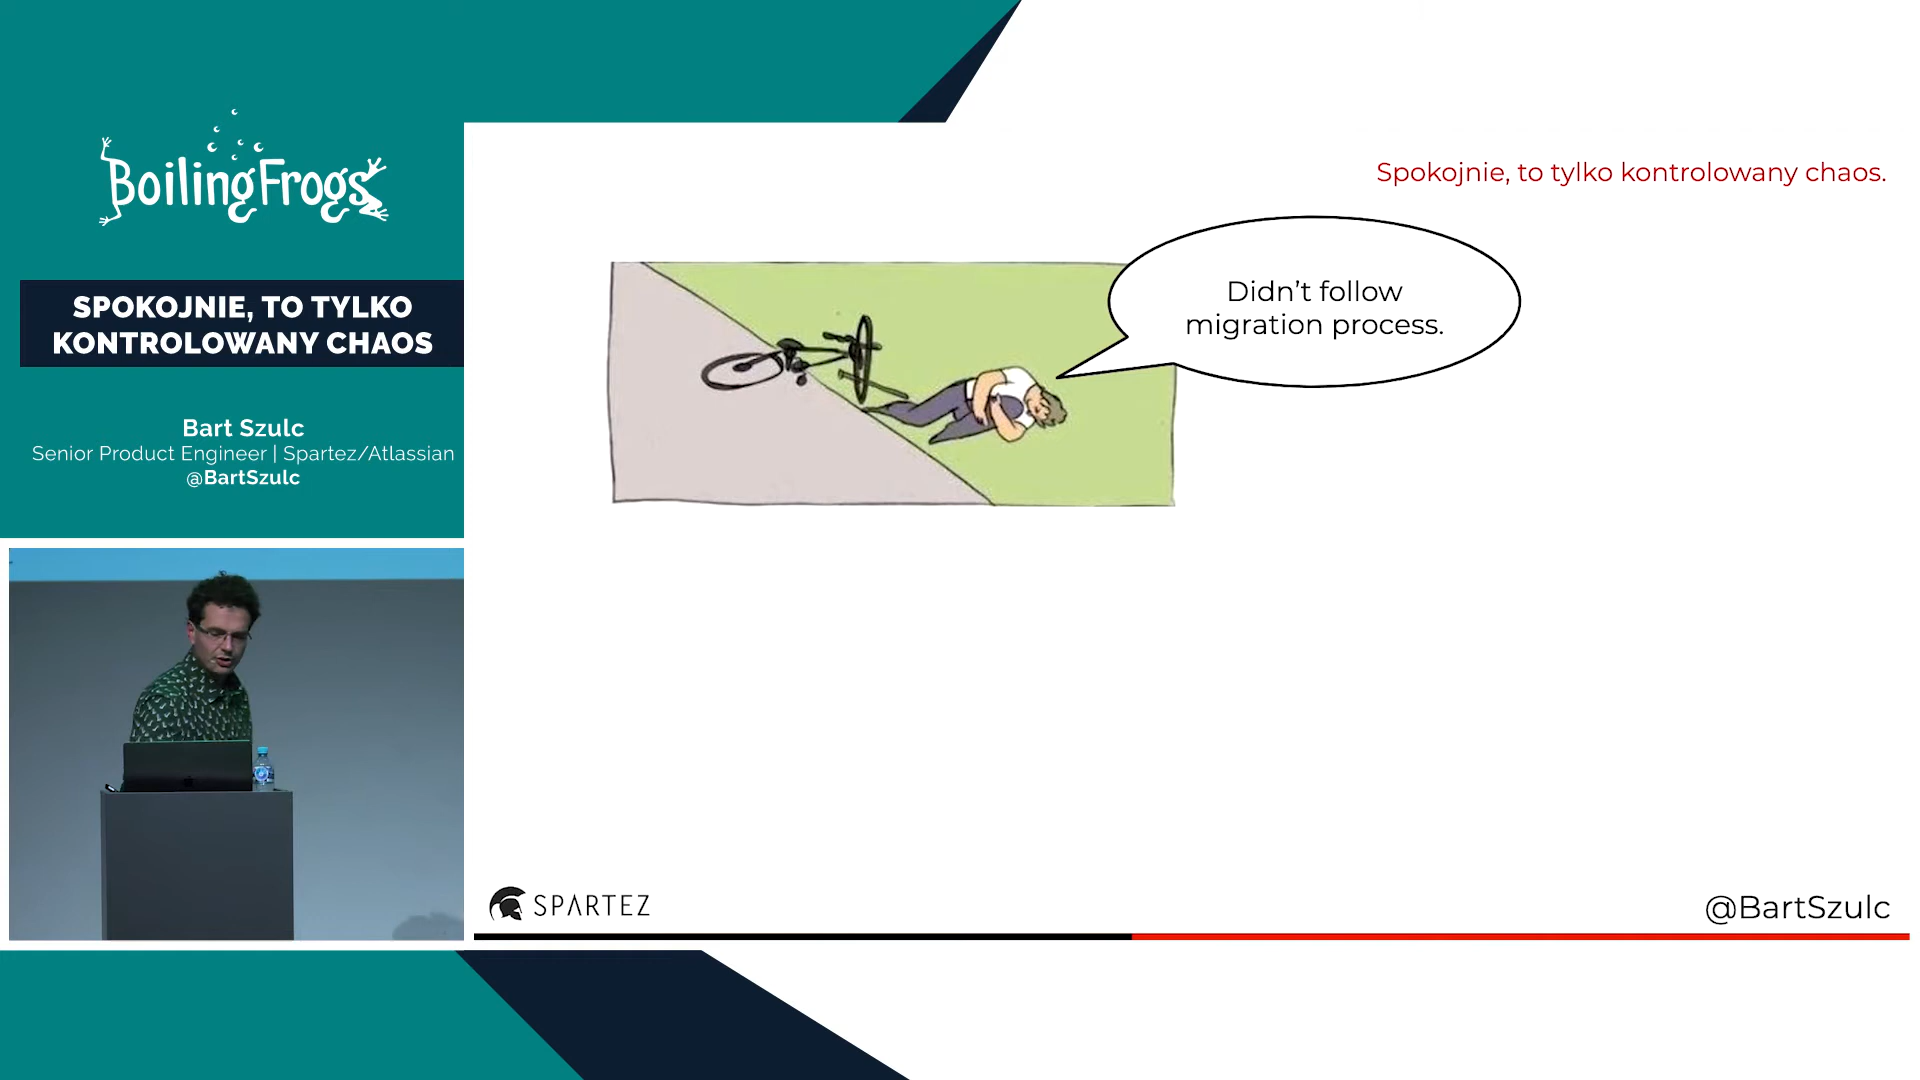 BoilingFrogs
SPOKOJNIE, TO TYLKO
KONTROLOWANY CHAOS
Bart Szulc
Senior Product Engineer | Spartez/Atlassian
@BartSzulc
Spokojnie, to tylko kontrolowany chaos.
Didn't follow
migration process.
SPARTEZ
@BartSzulc